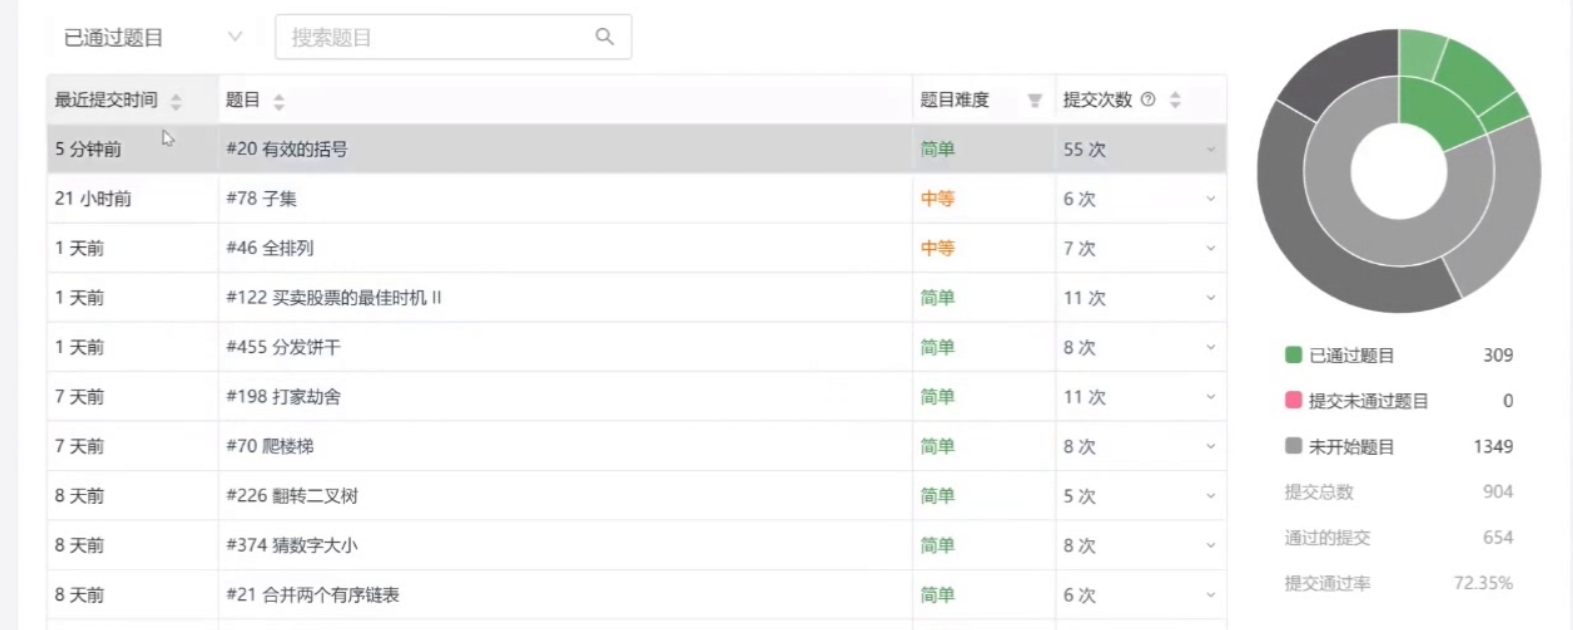 已通过题目 搜索题目
最近提交时间 题目 题目难度 提交次数
5 分钟前 #20 有效的括号 简单 55 次
21 小时前 #78 子集 中等 6 次
1 天前 #46 全排列 中等 7 次
1 天前 #122 买卖股票的最佳时机 II 简单 11 次
1 天前 #455 分发饼干 简单 8 次
7 天前 #198 打家劫舍 简单 11 次
7 天前 #70 爬楼梯 简单 8 次
8 天前 #226 翻转二叉树 简单 5 次
8 天前 #374 猜数字大小 简单 8 次
8 天前 #21 合并两个有序链表 简单 6 次
已通过题目 309
提交未通过题目 0
未开始题目 1349
提交总数 904
通过的提交 654
提交通过率 72.35%